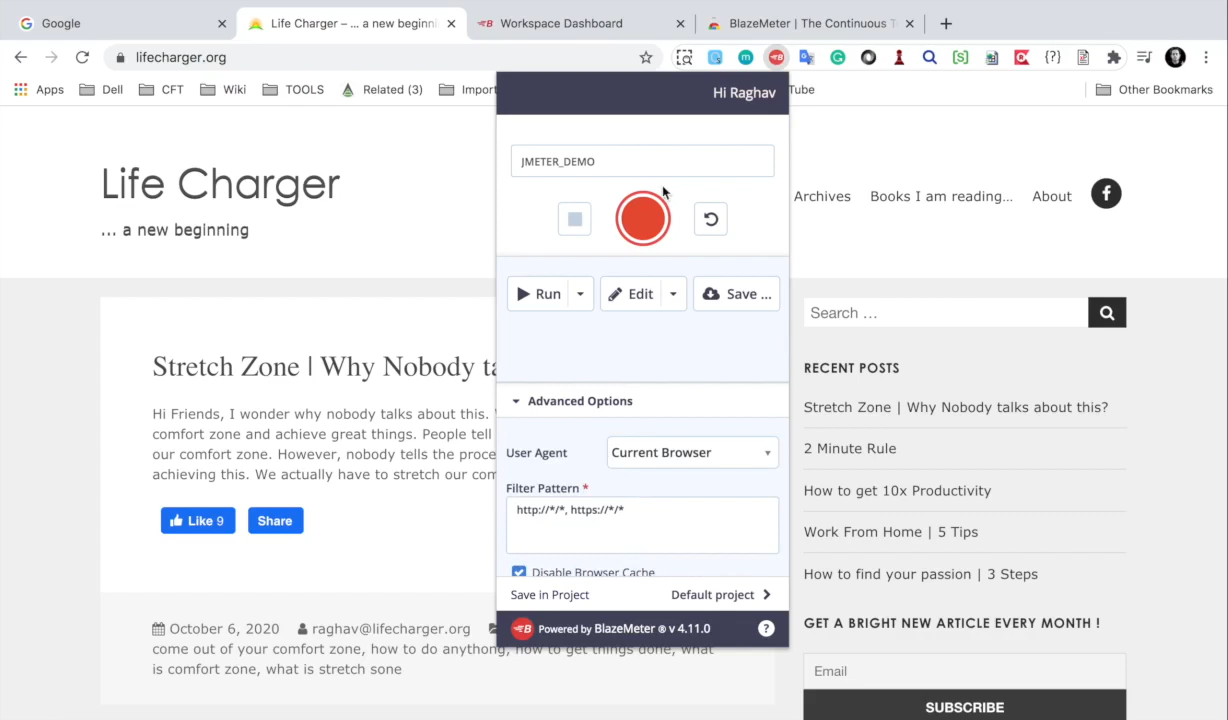 Google
Life Charger – … a new beginni
Workspace Dashboard
BlazeMeter | The Continuous T
lifecharger.org
Apps
Dell
CFT
Wiki
TOOLS
Related (3)
Import
Tube
Other Bookmarks
Hi Raghav
JMETER_DEMO
Life Charger
... a new beginning
Archives
Books I am reading...
About
Run
Edit
Save ...
Search ...
Stretch Zone | Why Nobody ta
Hi Friends, I wonder why nobody talks about this.
comfort zone and achieve great things. People tell
our comfort zone. However, nobody tells the proce
achieving this. We actually have to stretch our com
Like 9
Share
Advanced Options
User Agent
Current Browser
Filter Pattern *
http://*/*, https://*/*
Disable Browser Cache
Save in Project
Default project
Powered by BlazeMeter ® v 4.11.0
?
RECENT POSTS
Stretch Zone | Why Nobody talks about this?
2 Minute Rule
How to get 10x Productivity
Work From Home | 5 Tips
How to find your passion | 3 Steps
GET A BRIGHT NEW ARTICLE EVERY MONTH !
Email
SUBSCRIBE
October 6, 2020
raghav@lifecharger.org
come out of your comfort zone, how to do anythong, how to get things done, what
is comfort zone, what is stretch sone